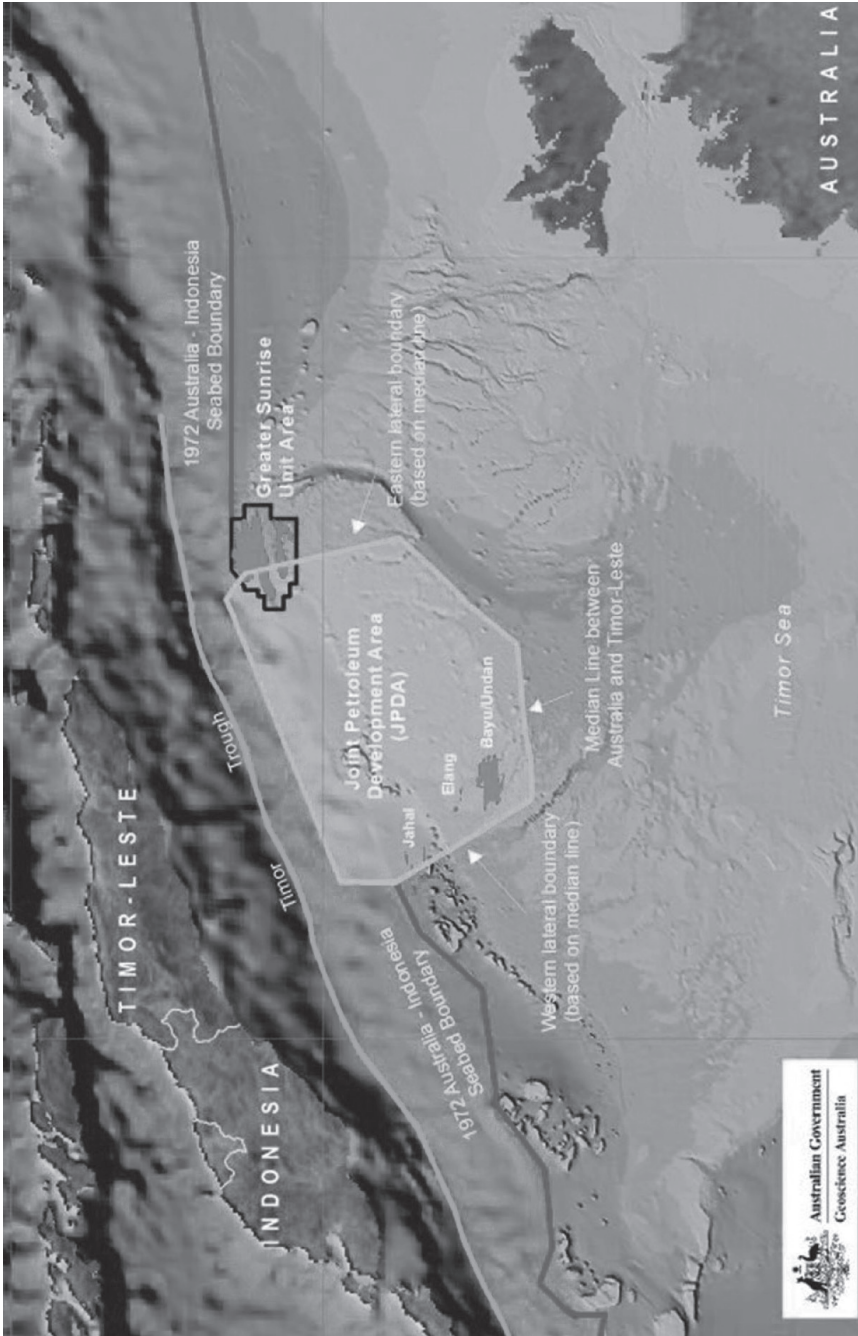 TIMOR-LESTE
INDONESIA
Timor
Trough
1972 Australia - Indonesia
Seabed Boundary
Greater Sunrise
Unit Area
Joint Petroleum
Development Area
(JPDA)
Jahal
Elang
Bayu/Undan
Eastern lateral boundary
(based on median line)
1972 Australia - Indonesia
Seabed Boundary
Western lateral boundary
(based on median line)
Median Line between
Australia and Timor-Leste
Timor Sea
AUSTRALIA
Australian Government
Geoscience Australia